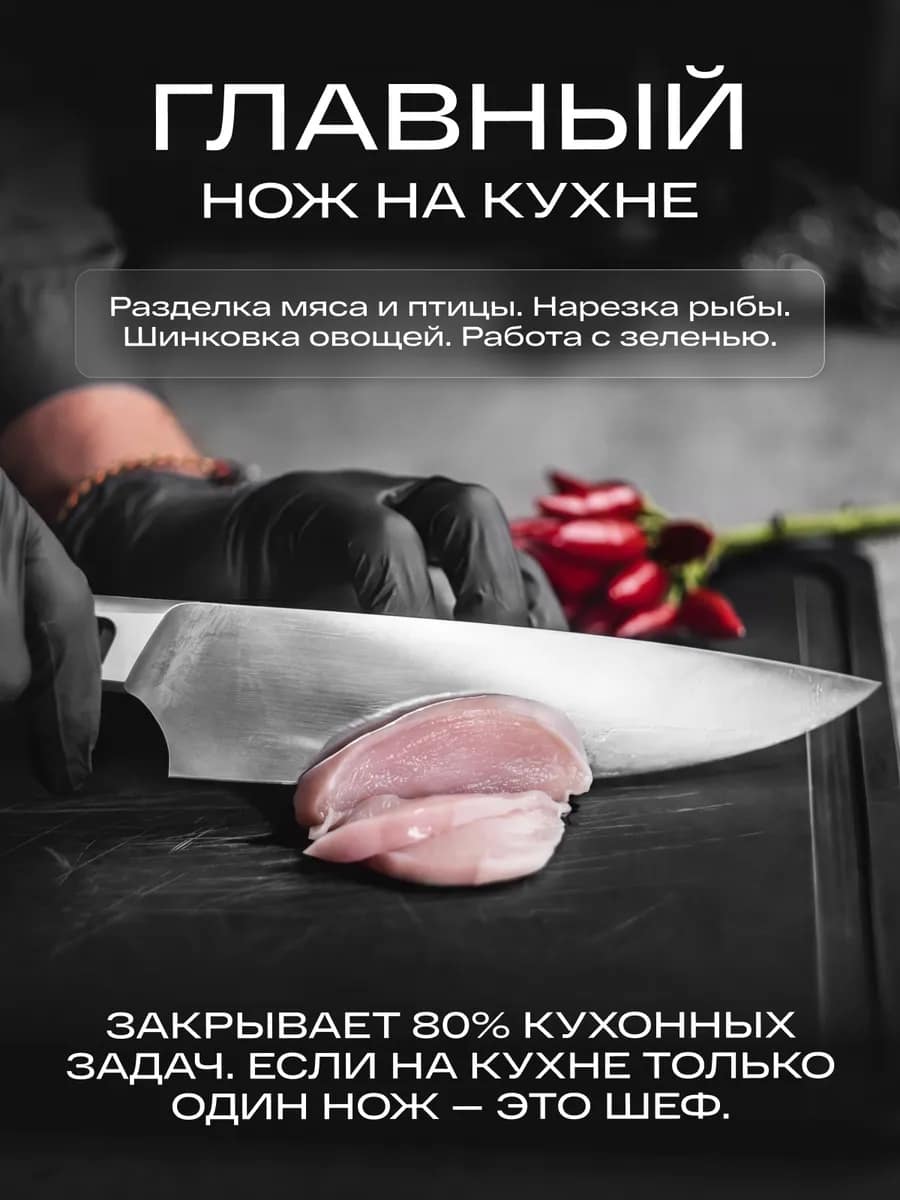 ГЛАВНЫЙ
НОЖ НА КУХНЕ
Разделка мяса и птицы. Нарезка рыбы.
Шинковка овощей. Работа с зеленью.
ЗАКРЫВАЕТ 80% КУХОННЫХ
ЗАДАЧ. ЕСЛИ НА КУХНЕ ТОЛЬКО
ОДИН НОЖ — ЭТО ШЕФ.